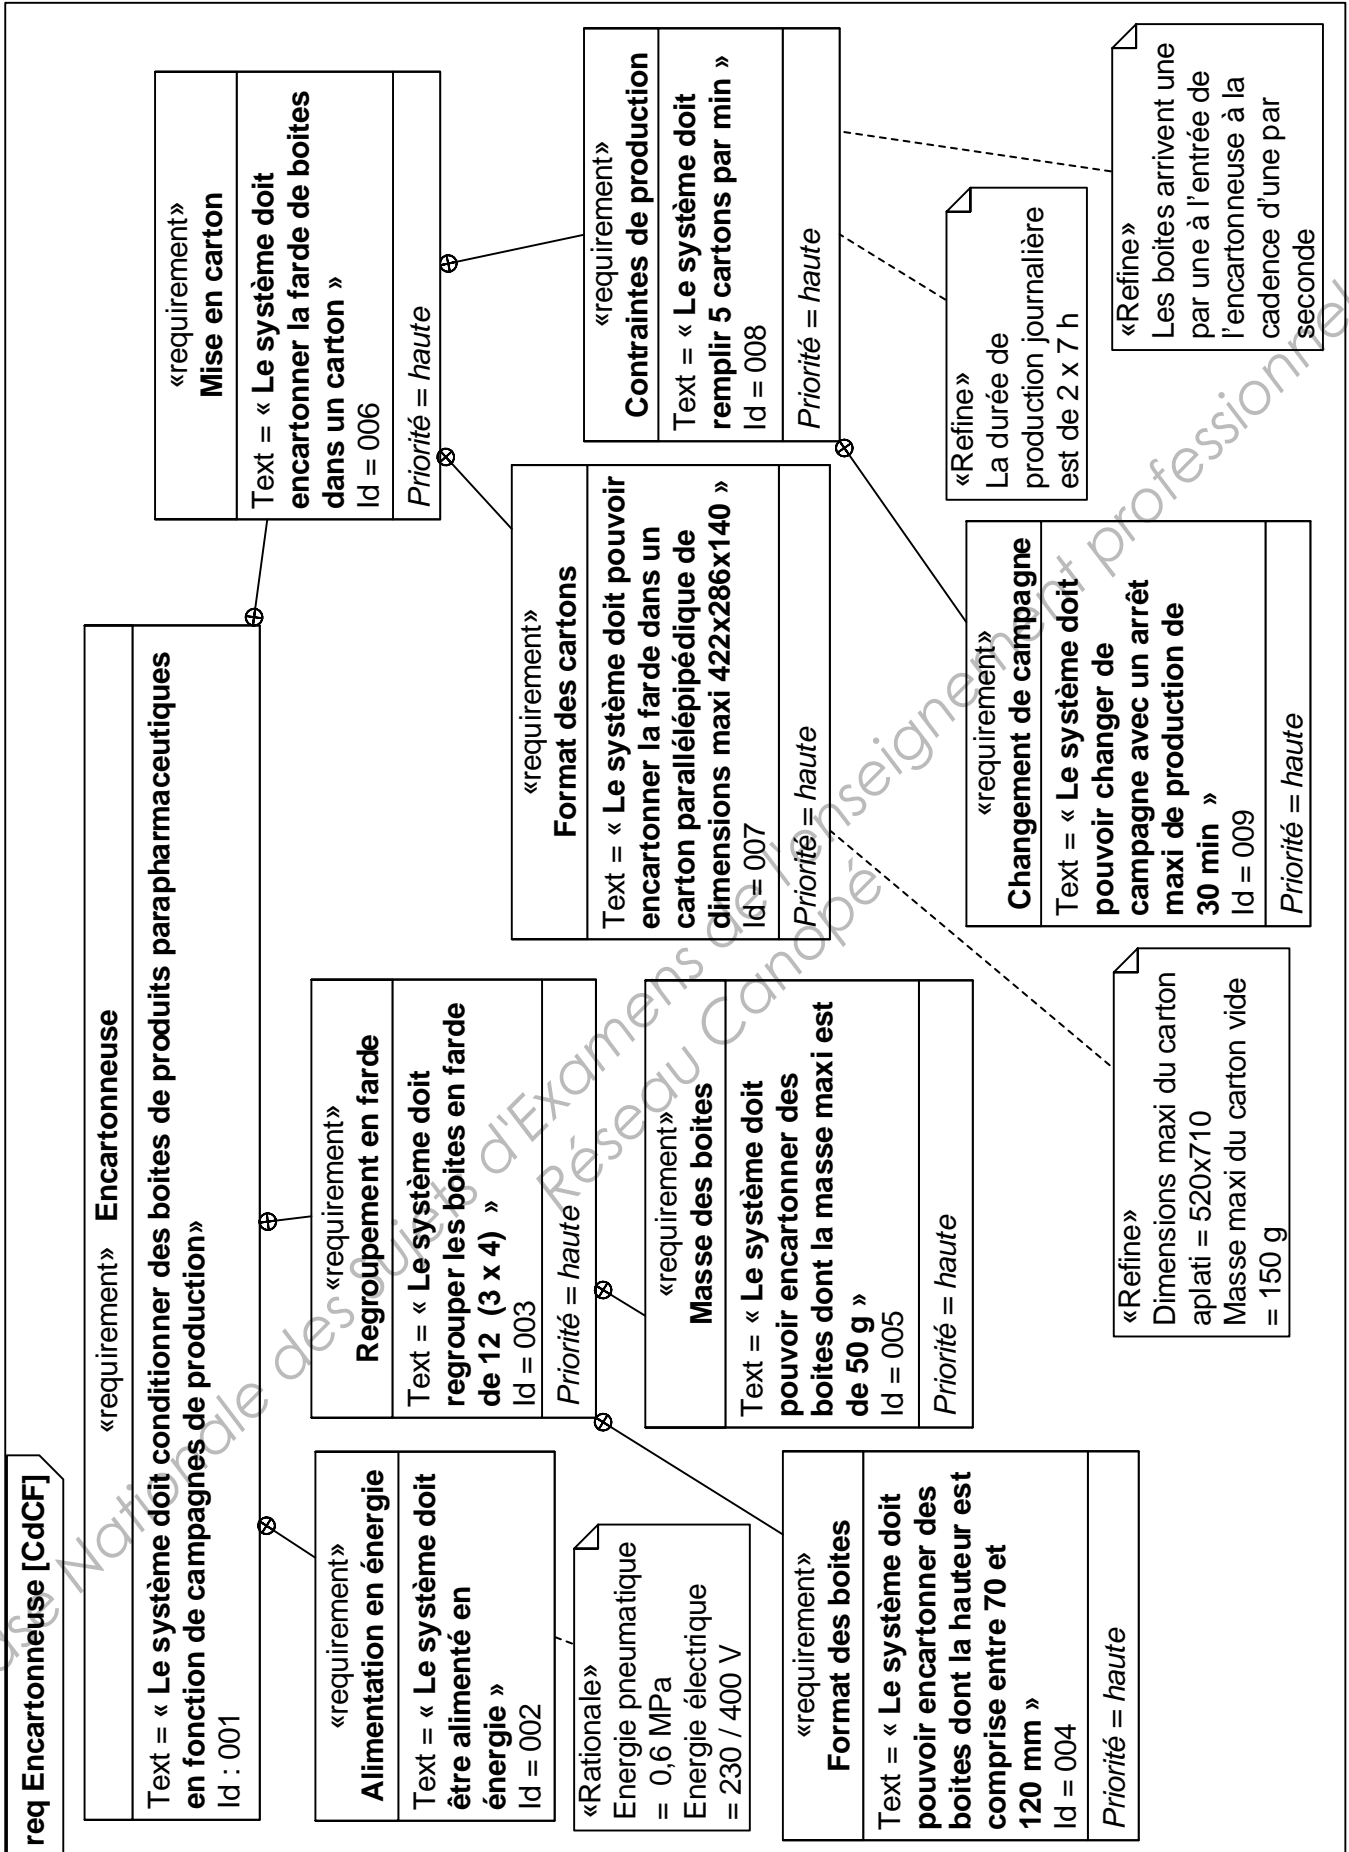 req Encartonneuse [CdCF]
«requirement» Encartonneuse
Text = « Le système doit conditionner des boites de produits parapharmaceutiques
en fonction de campagnes de production»
Id : 001
«requirement»
Alimentation en énergie
Text = « Le système doit
être alimenté en
énergie »
Id = 002
«Rationale»
Energie pneumatique
= 0,6 MPa
Energie électrique
= 230 / 400 V
«requirement»
Regroupement en farde
Text = « Le système doit
regrouper les boites en farde
de 12 (3 x 4) »
Id = 003
Priorité = haute
«requirement»
Format des boites
Text = « Le système doit
pouvoir encartonner des
boites dont la hauteur est
comprise entre 70 et
120 mm »
Id = 004
Priorité = haute
«requirement»
Masse des boites
Text = « Le système doit
pouvoir encartonner des
boites dont la masse maxi est
de 50 g »
Id = 005
Priorité = haute
«requirement»
Mise en carton
Text = « Le système doit
encartonner la farde de boites
dans un carton »
Id = 006
Priorité = haute
«requirement»
Format des cartons
Text = « Le système doit pouvoir
encartonner la farde dans un
carton parallélépipédique de
dimensions maxi 422x286x140 »
Id = 007
Priorité = haute
«Refine»
Dimensions maxi du carton
aplati = 520x710
Masse maxi du carton vide
= 150 g
«requirement»
Contraintes de production
Text = « Le système doit
remplir 5 cartons par min »
Id = 008
Priorité = haute
«Refine»
La durée de
production journalière
est de 2 x 7 h
«Refine»
Les boites arrivent une
par une à l'entrée de
l'encartonneuse à la
cadence d'une par
seconde
«requirement»
Changement de campagne
Text = « Le système doit
pouvoir changer de
campagne avec un arrêt
maxi de production de
30 min »
Id = 009
Priorité = haute
Nationale des sujets d'Examens de l'enseignement professionnel
Réseau Canopé